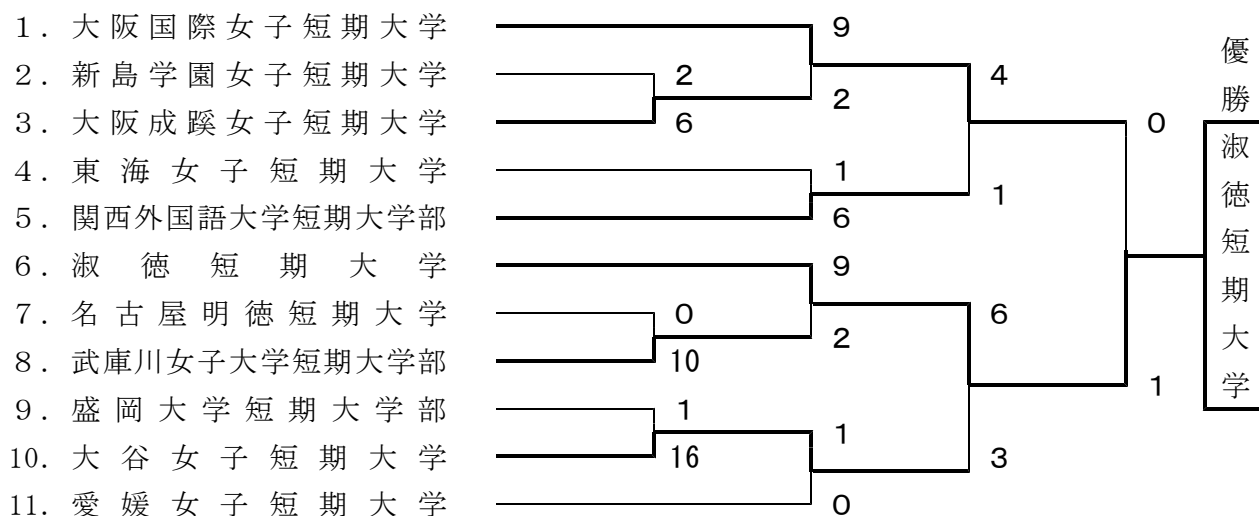 1. 大阪国際女子短期大学 9
2. 新島学園女子短期大学 2
3. 大阪成蹊女子短期大学 6
2
4
4. 東海女子短期大学 1
5. 関西外国語大学短期大学部 6
1
0
6. 淑徳短期大学 9
7. 名古屋明徳短期大学 0
8. 武庫川女子大学短期大学部 10
2
6
9. 盛岡大学短期大学部 1
10. 大谷女子短期大学 16
1
11. 愛媛女子短期大学 0
3
1
優勝
淑徳短期大学